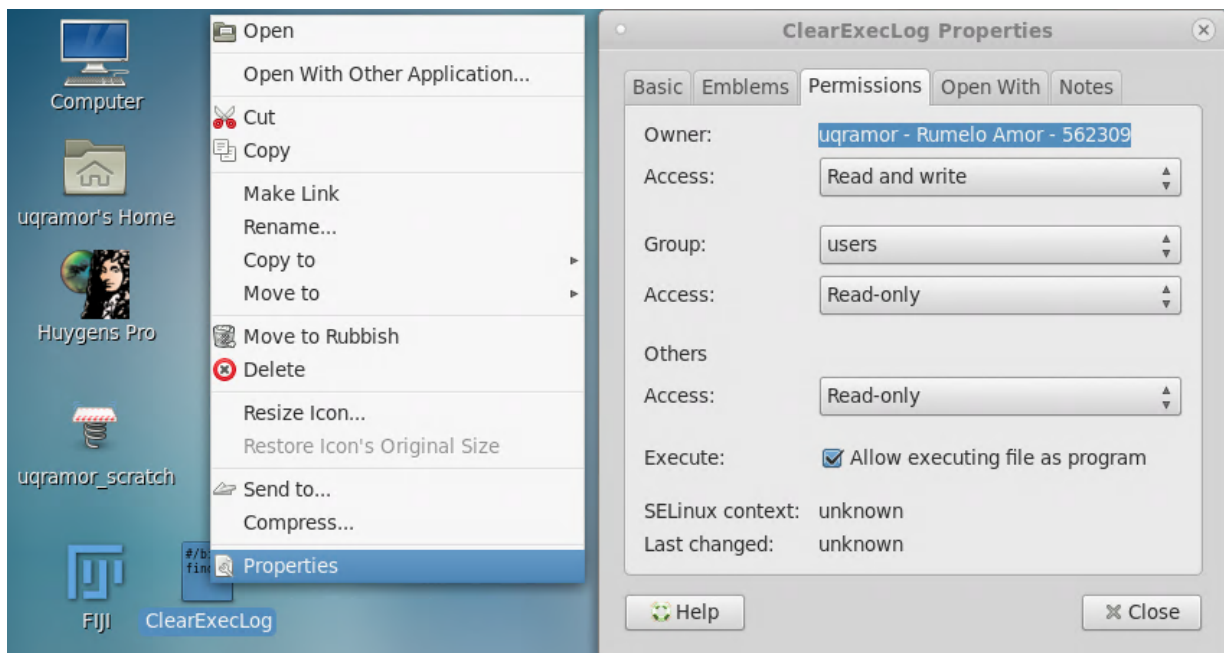 Computer
uqramor's Home
Huygens Pro
uqramor_scratch
FIJI
#/b
fin
ClearExecLog
Open
Open With Other Application...
Cut
Copy
Make Link
Rename...
Copy to
Move to
Move to Rubbish
Delete
Resize Icon...
Restore Icon's Original Size
Send to...
Compress...
Properties
ClearExecLog Properties
Basic Emblems Permissions Open With Notes
Owner: uqramor - Rumelo Amor - 562309
Access: Read and write
Group: users
Access: Read-only
Others
Access: Read-only
Execute: Allow executing file as program
SELinux context: unknown
Last changed: unknown
Help Close